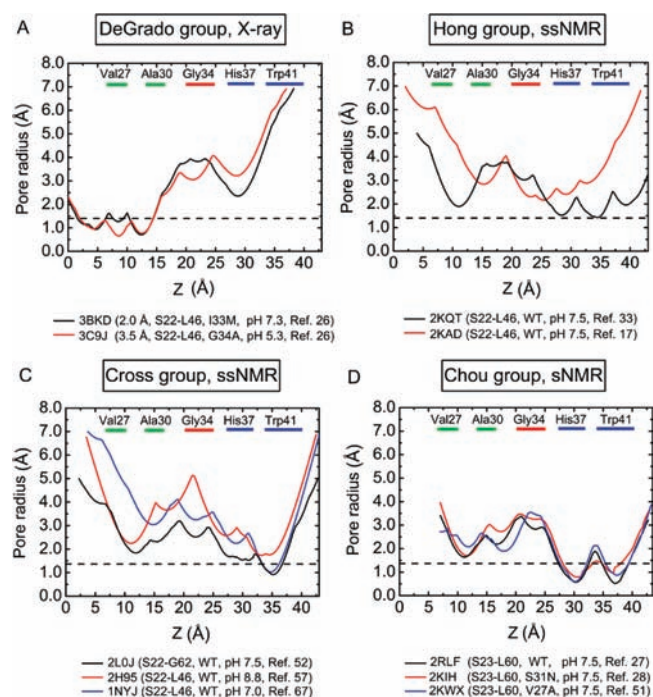 A
DeGrado group, X-ray
Val27 Ala30 Gly34 His37 Trp41
8.0
7.0
6.0
5.0
4.0
3.0
2.0
1.0
0.0
Pore radius (Å)
0 5 10 15 20 25 30 35 40
Z (Å)
3BKD (2.0 Å, S22-L46, I33M, pH 7.3, Ref. 26)
3C9J (3.5 Å, S22-L46, G34A, pH 5.3, Ref. 26)
B
Hong group, ssNMR
Val27 Ala30 Gly34 His37 Trp41
8.0
7.0
6.0
5.0
4.0
3.0
2.0
1.0
0.0
Pore radius (Å)
0 5 10 15 20 25 30 35 40
Z (Å)
2KQT (S22-L46, WT, pH 7.5, Ref. 33)
2KAD (S22-L46, WT, pH 7.5, Ref. 17)
C
Cross group, ssNMR
Val27 Ala30 Gly34 His37 Trp41
8.0
7.0
6.0
5.0
4.0
3.0
2.0
1.0
0.0
Pore radius (Å)
0 5 10 15 20 25 30 35 40
Z (Å)
2L0J (S22-G62, WT, pH 7.5, Ref. 52)
2H95 (S22-L46, WT, pH 8.8, Ref. 57)
1NYJ (S22-L46, WT, pH 7.0, Ref. 67)
D
Chou group, sNMR
Val27 Ala30 Gly34 His37 Trp41
8.0
7.0
6.0
5.0
4.0
3.0
2.0
1.0
0.0
Pore radius (Å)
0 5 10 15 20 25 30 35 40
Z (Å)
2RLF (S23-L60, WT, pH 7.5, Ref. 27)
2KIH (S23-L60, S31N, pH 7.5, Ref. 28)
2KWX (S23-L60, V27A, pH 7.5, Ref. 51)